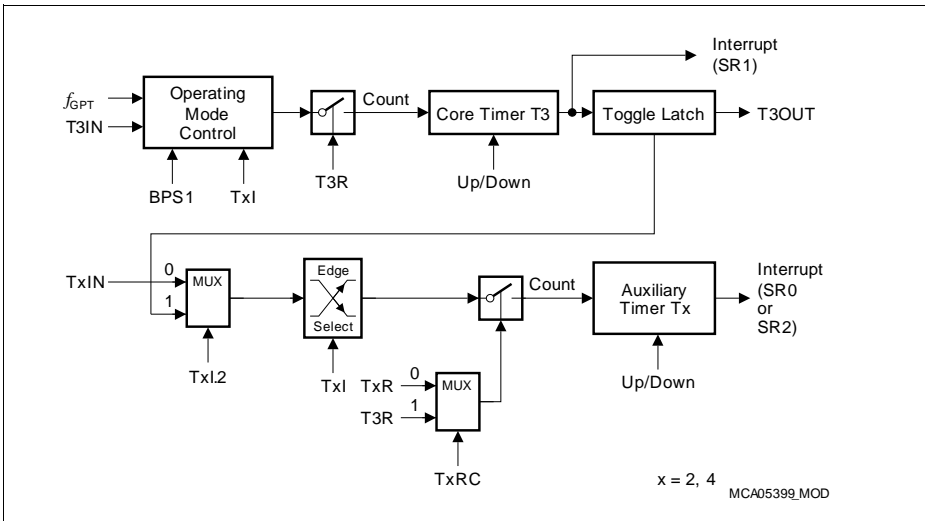 Interrupt
(SR1)
fGPT
T3IN
Operating
Mode
Control
Count
Core Timer T3
Toggle Latch
T3OUT
BPS1
TxI
T3R
Up/Down
TxIN
0
1
MUX
Edge
Select
Count
Auxiliary
Timer Tx
Interrupt
(SR0
or
SR2)
TxI.2
TxI
TxR
0
T3R
1
MUX
Up/Down
TxRC
x = 2, 4
MCA05399_MOD